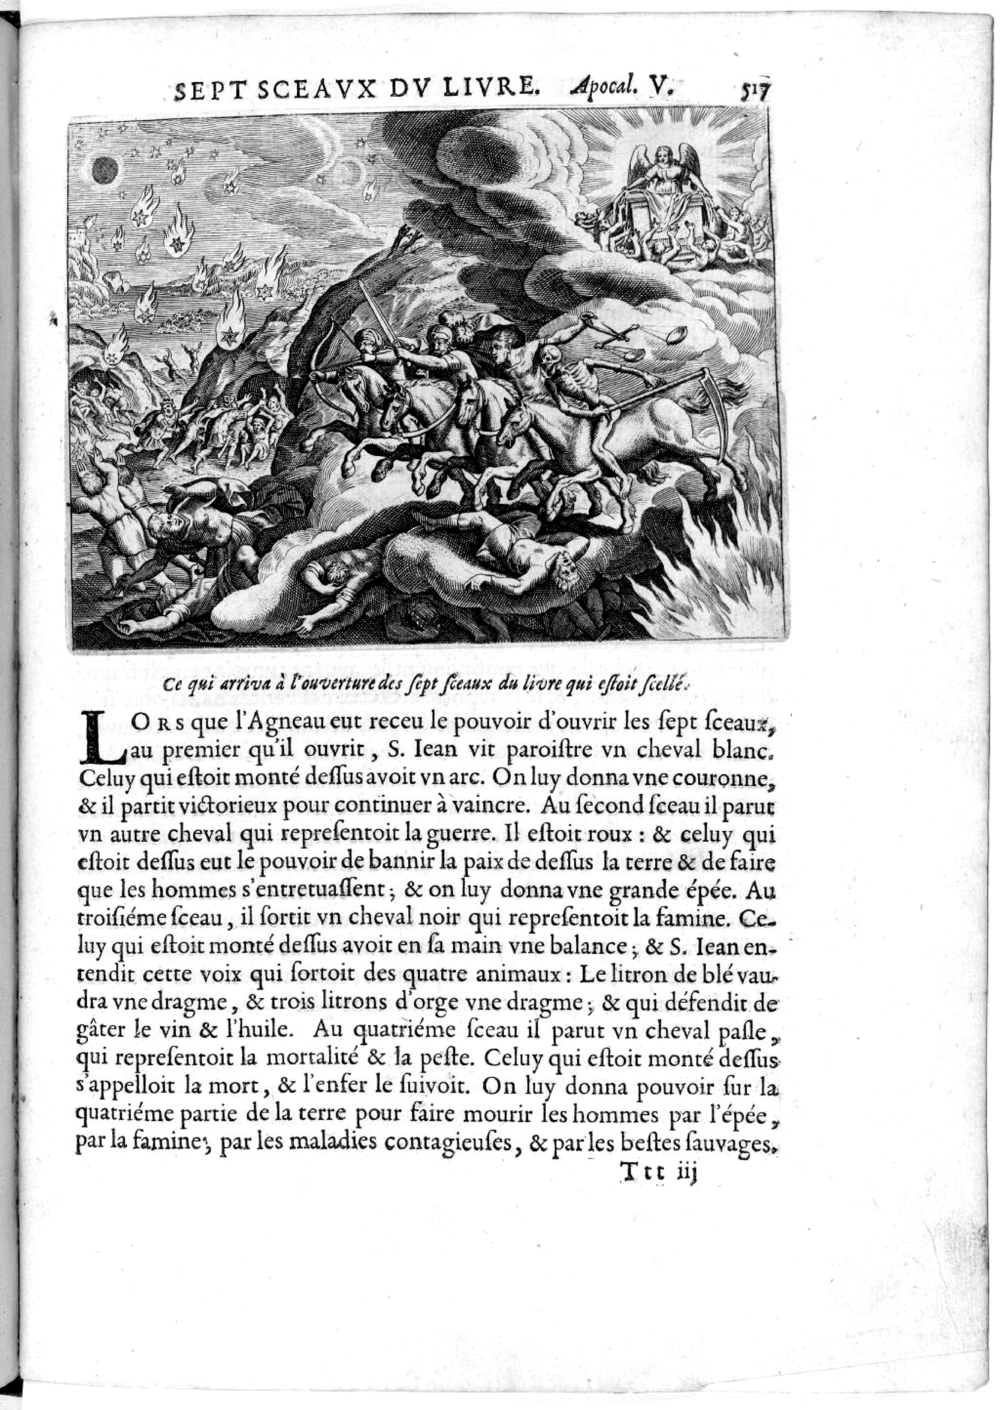 SEPT SCEAVX DV LIVRE. Apocal. V. 517
Ce qui arriva à l'ouverture des ſept ſceaux du livre qui eſtoit ſcellé.
LORS que l'Agneau eut receu le pouvoir d'ouvrir les ſept ſceaux,
au premier qu'il ouvrit, S. Iean vit paroiſtre vn cheval blanc.
Celuy qui eſtoit monté deſſus avoit vn arc. On luy donna vne couronne,
& il partit victorieux pour continuer à vaincre. Au ſecond ſceau il parut
vn autre cheval qui repreſentoit la guerre. Il eſtoit roux : & celuy qui
eſtoit deſſus eut le pouvoir de bannir la paix de deſſus la terre & de faire
que les hommes s'entretuaſſent ; & on luy donna vne grande épée. Au
troiſiéme ſceau, il ſortit vn cheval noir qui repreſentoit la famine. Ce-
luy qui eſtoit monté deſſus avoit en ſa main vne balance ; & S. Iean en-
tendit cette voix qui ſortoit des quatre animaux : Le litron de blé vau-
dra vne dragme, & trois litrons d'orge vne dragme ; & qui défendit de
gâter le vin & l'huile. Au quatriéme ſceau il parut vn cheval paſle,
qui repreſentoit la mortalité & la peſte. Celuy qui eſtoit monté deſſus
s'appelloit la mort, & l'enfer le ſuivoit. On luy donna pouvoir ſur la
quatriéme partie de la terre pour faire mourir les hommes par l'épée,
par la famine, par les maladies contagieuſes, & par les beſtes ſauvages.
Ttt iij